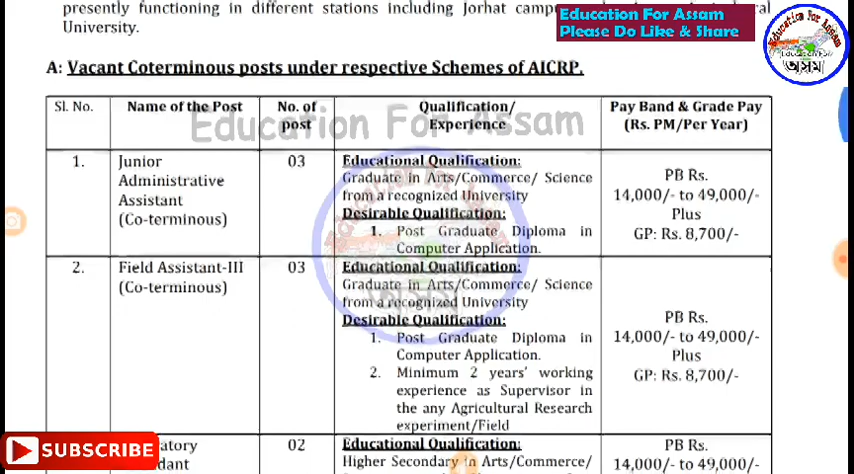 presently functioning in different stations including Jorhat
University.
Education For Assam
Please Do Like & Share
Education For Assam
অসম
A: Vacant Coterminous posts under respective Schemes of AICRP.
Sl. No.
Name of the Post
No. of
post
Qualification/
Experience
Pay Band & Grade Pay
(Rs. PM/Per Year)
Education For Assam
1.
Junior
Administrative
Assistant
(Co-terminous)
03
Educational Qualification:
Graduate in Arts/Commerce/ Science
from a recognized University
Desirable Qualification:
1. Post Graduate Diploma in
Computer Application.
PB Rs.
14,000/- to 49,000/-
Plus
GP: Rs. 8,700/-
Education For Assam
অসম
2.
Field Assistant-III
(Co-terminous)
03
Educational Qualification:
Graduate in Arts/Commerce/ Science
from a recognized University
Desirable Qualification:
1. Post Graduate Diploma in
Computer Application.
2. Minimum 2 years' working
experience as Supervisor in
the any Agricultural Research
experiment/Field
PB Rs.
14,000/- to 49,000/-
Plus
GP: Rs. 8,700/-
02
Educational Qualification:
Higher Secondary in Arts/Commerce/
PB Rs.
14,000/- to 49,000/-
SUBSCRIBE